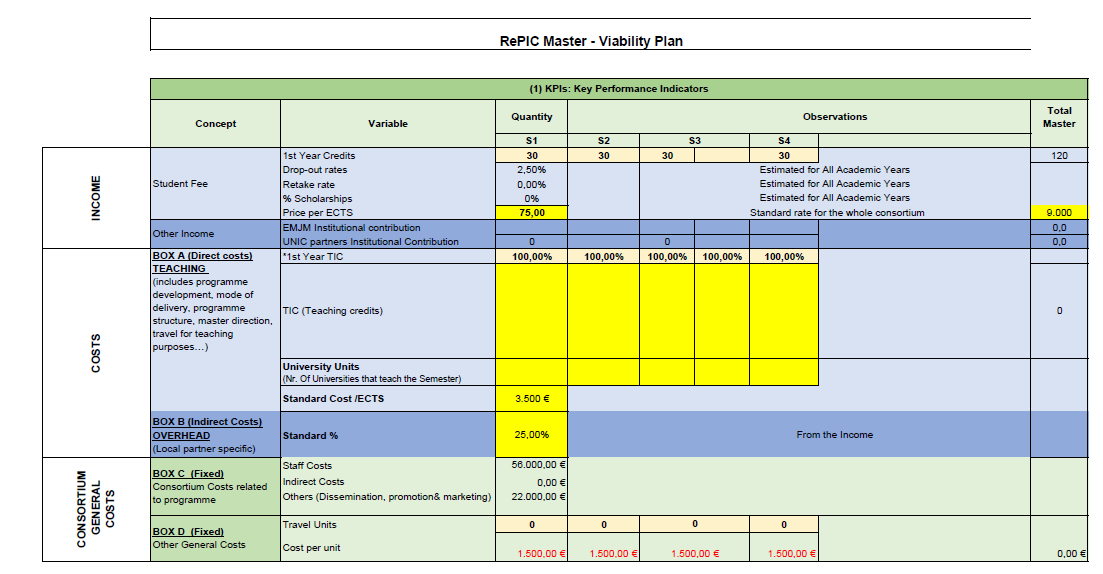 RePIC Master - Viability Plan
(1) KPIs: Key Performance Indicators
Concept Variable Quantity Observations Total Master
S1 S2 S3 S4
INCOME
Student Fee
1st Year Credits 30 30 30 30 120
Drop-out rates 2,50% Estimated for All Academic Years
Retake rate 0,00% Estimated for All Academic Years
% Scholarships 0% Estimated for All Academic Years
Price per ECTS 75,00 Standard rate for the whole consortium 9.000
Other Income
EMJM Institutional contribution 0,0
UNIC partners Institutional Contribution 0 0 0,0
COSTS
BOX A (Direct costs)
TEACHING
(includes programme
development, mode of
delivery, programme
structure, master direction,
travel for teaching
purposes...)
*1st Year TIC 100,00% 100,00% 100,00% 100,00% 100,00%
TIC (Teaching credits) 0
University Units
(Nr. Of Universities that teach the Semester)
Standard Cost /ECTS 3.500 €
BOX B (Indirect Costs)
OVERHEAD
(Local partner specific)
Standard % 25,00% From the Income
CONSORTIUM
GENERAL
COSTS
BOX C (Fixed)
Consortium Costs related
to programme
Staff Costs 56.000,00 €
Indirect Costs 0,00 €
Others (Dissemination, promotion& marketing) 22.000,00 €
BOX D (Fixed)
Other General Costs
Travel Units 0 0 0 0
Cost per unit 1.500,00 € 1.500,00 € 1.500,00 € 1.500,00 € 0,00 €